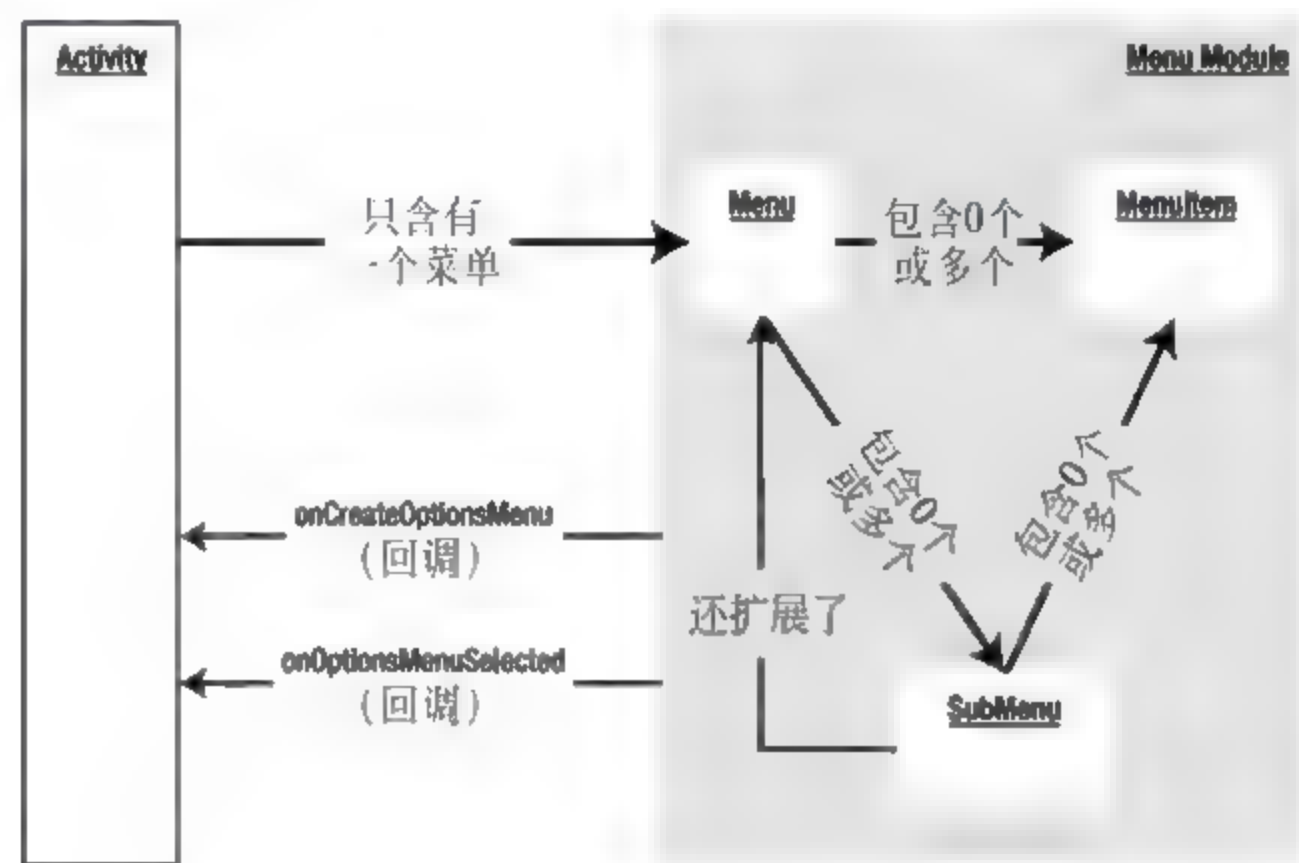 Activity
Menu Module
只含有
一个菜单
Menu
包含0个
或多个
MenuItem
包含0个
或多个
包含0个
或多个
onCreateOptionsMenu
（回调）
还扩展了
onOptionsMenuSelected
（回调）
SubMenu